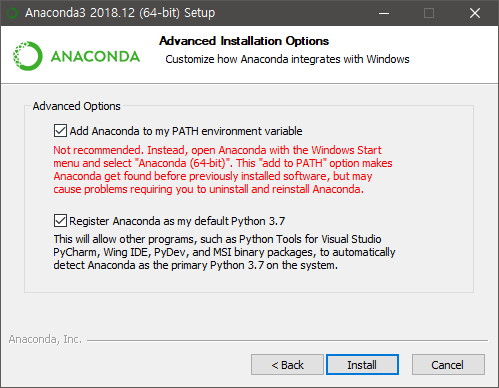 Anaconda3 2018.12 (64-bit) Setup
ANACONDA
Advanced Installation Options
Customize how Anaconda integrates with Windows
Advanced Options
Add Anaconda to my PATH environment variable
Not recommended. Instead, open Anaconda with the Windows Start
menu and select "Anaconda (64-bit)". This "add to PATH" option makes
Anaconda get found before previously installed software, but may
cause problems requiring you to uninstall and reinstall Anaconda.
Register Anaconda as my default Python 3.7
This will allow other programs, such as Python Tools for Visual Studio
PyCharm, Wing IDE, PyDev, and MSI binary packages, to automatically
detect Anaconda as the primary Python 3.7 on the system.
Anaconda, Inc.
< Back
Install
Cancel